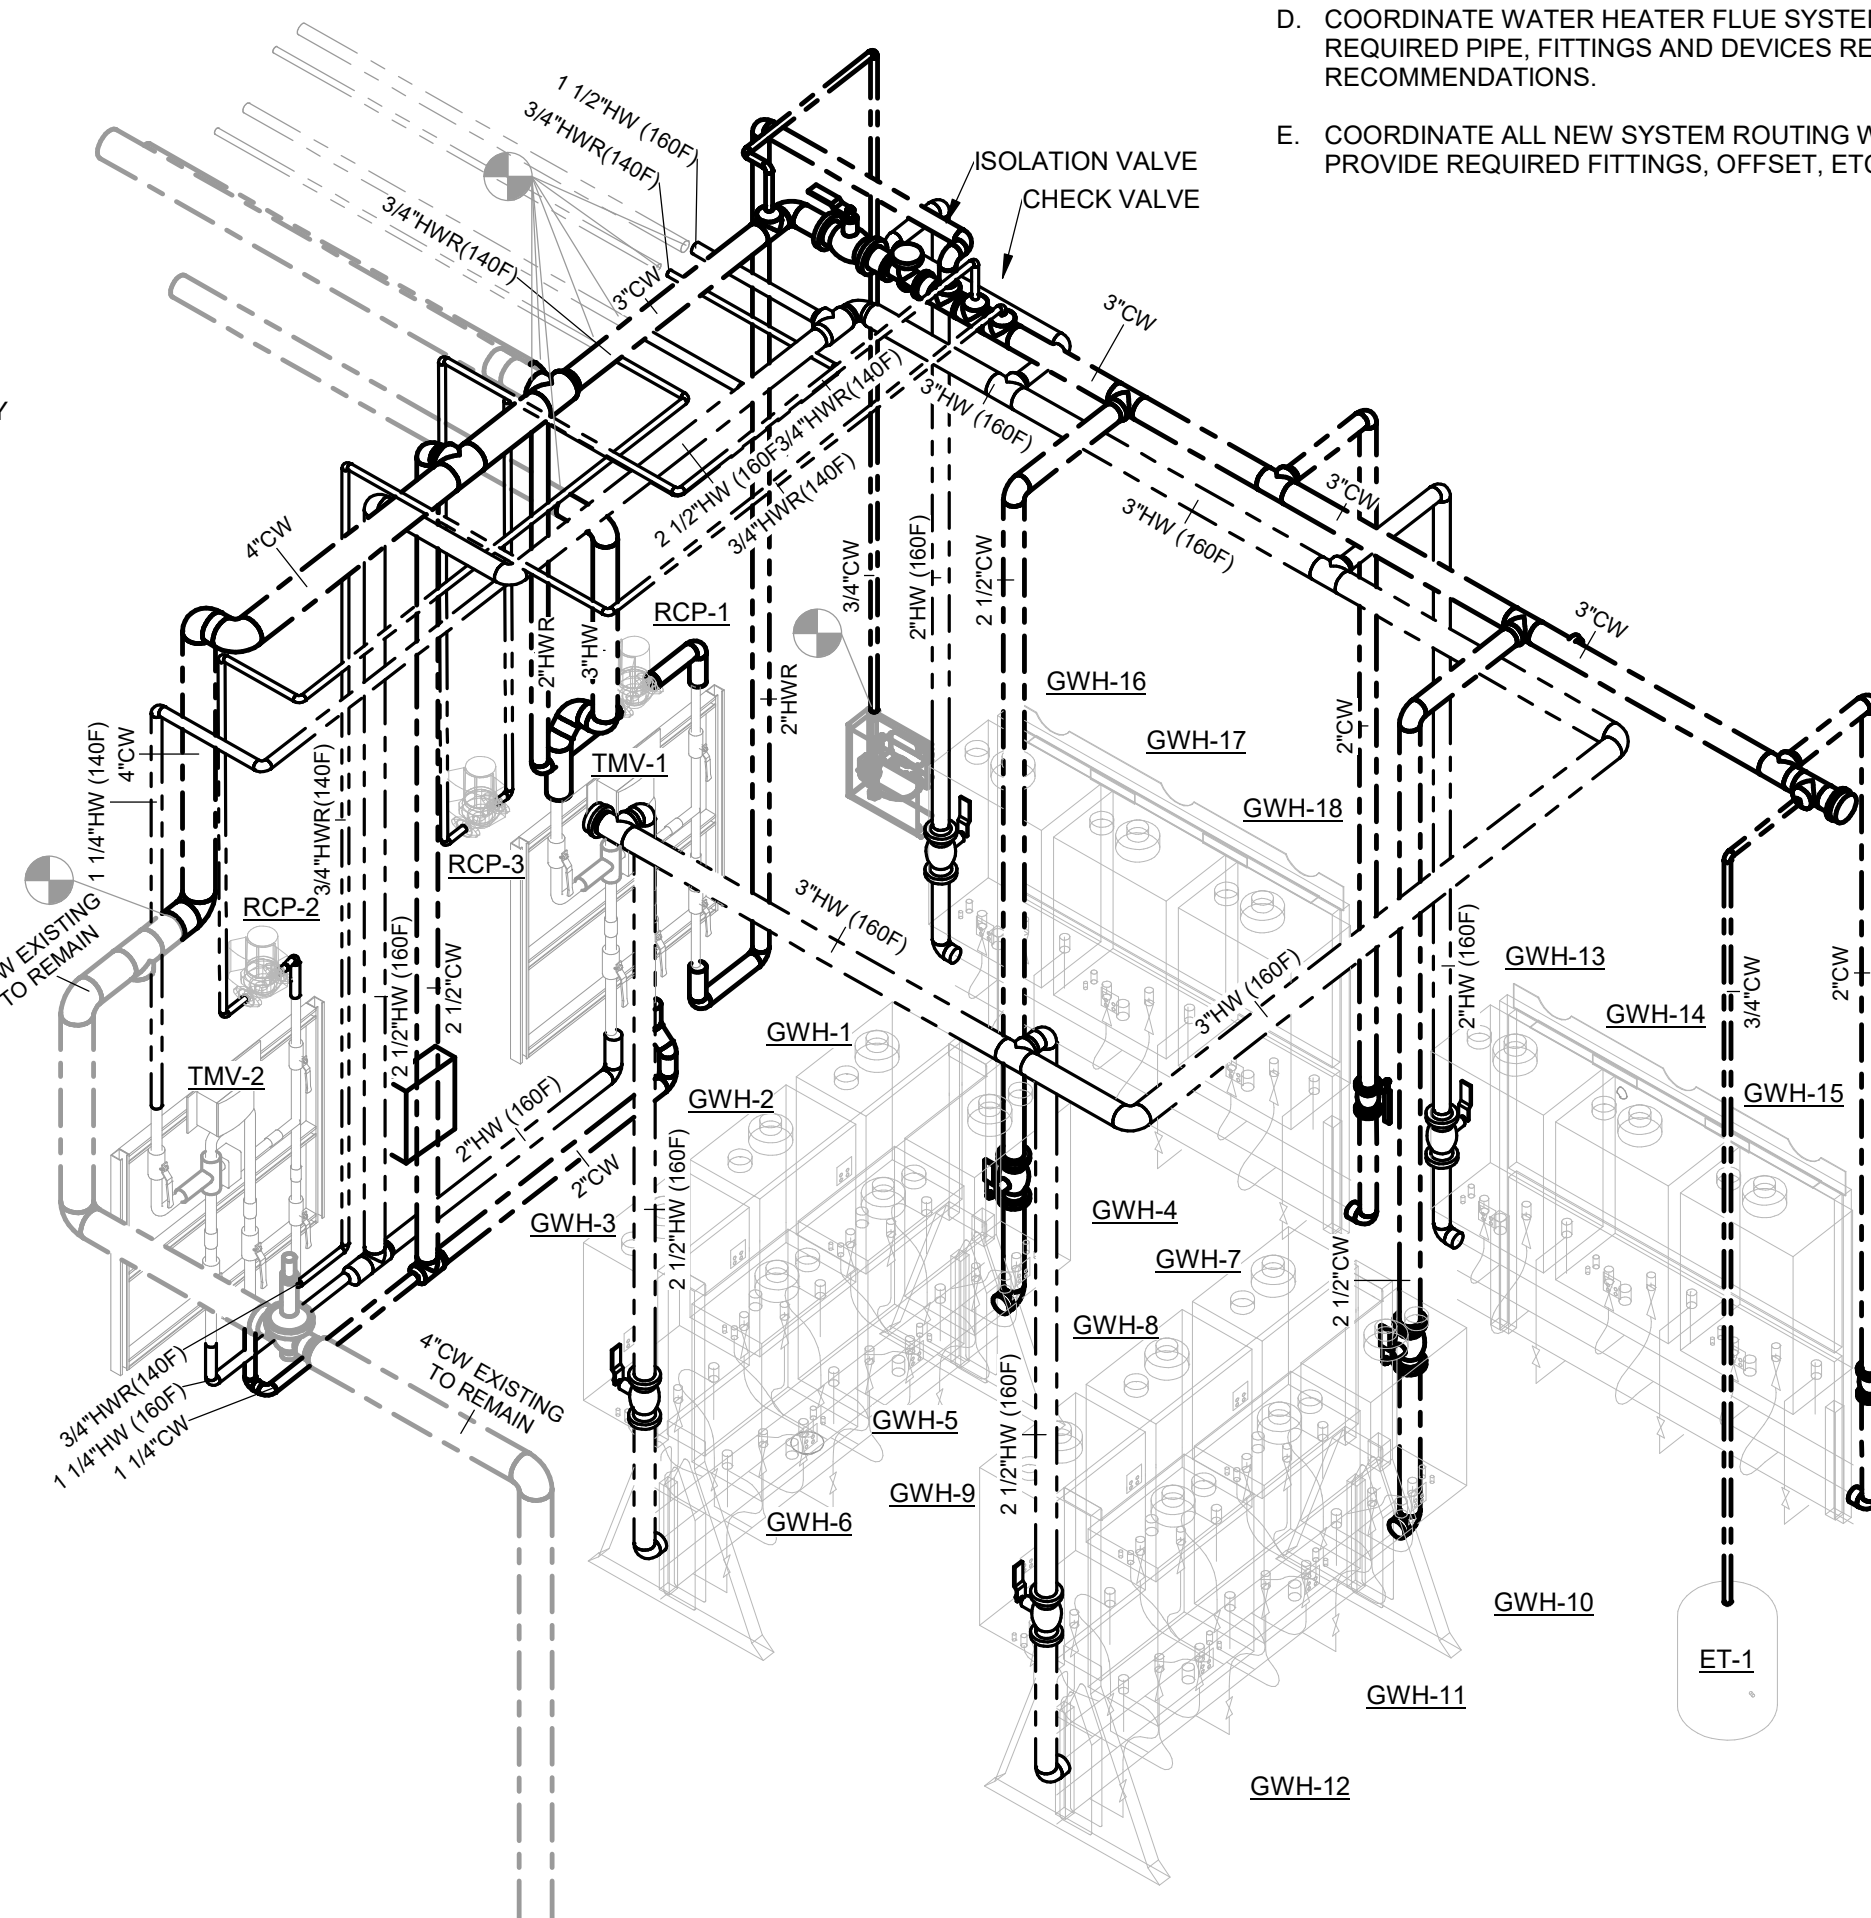 D. COORDINATE WATER HEATER FLUE SYSTEM
REQUIRED PIPE, FITTINGS AND DEVICES RE
RECOMMENDATIONS.
E. COORDINATE ALL NEW SYSTEM ROUTING W
PROVIDE REQUIRED FITTINGS, OFFSET, ETC
1 1/2"HW (160F)
3/4"HWR(140F)
3/4"HWR(140F)
3"CW
ISOLATION VALVE
CHECK VALVE
3"CW
Y
3"HW (160F)
3/4"HWR(140F)
2 1/2"HW (160F
3/4"HWR(140F)
3"CW
3"HW (160F)
4"CW
3/4"CW
2"HW (160F)
2 1/2"CW
RCP-1
3"CW
2"HWR
3"HW
2"HWR
GWH-16
GWH-17
GWH-18
2"CW
4"CW
1 1/4"HW (140F)
TMV-1
3/4"HWR(140F)
RCP-3
RCP-2
3"HW (160F)
W EXISTING
TO REMAIN
2 1/2"HW (160F)
2 1/2"CW
3"HW (160F)
2"HW (160F)
GWH-13
GWH-14
GWH-15
3/4"CW
2"CW
GWH-1
GWH-2
GWH-3
TMV-2
2"HW (160F)
2"CW
2 1/2"HW (160F)
GWH-4
GWH-7
GWH-8
2 1/2"CW
3/4"HWR(140F)
1 1/4"HW (160F)
1 1/4"CW
4"CW EXISTING
TO REMAIN
GWH-5
GWH-9
GWH-6
2 1/2"HW (160F)
GWH-10
GWH-11
GWH-12
ET-1